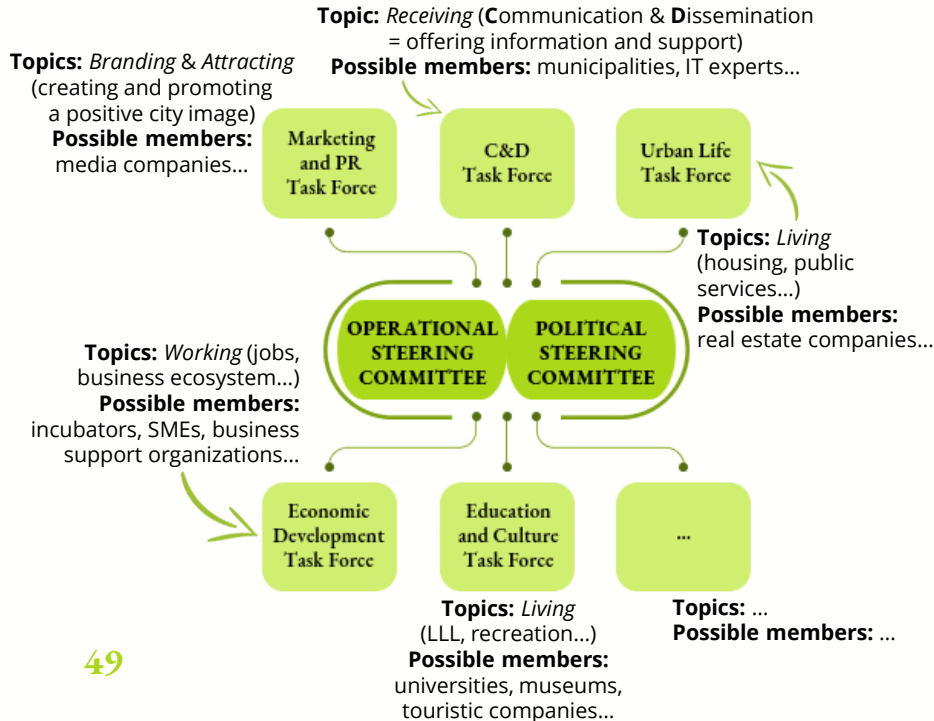 Topic: Receiving (Communication & Dissemination
= offering information and support)
Possible members: municipalities, IT experts...
Topics: Branding & Attracting
(creating and promoting
a positive city image)
Possible members:
media companies...
Marketing
and PR
Task Force
C&D
Task Force
Urban Life
Task Force
Topics: Living
(housing, public
services...)
Possible members:
real estate companies...
OPERATIONAL
STEERING
COMMITTEE
POLITICAL
STEERING
COMMITTEE
Topics: Working (jobs,
business ecosystem...)
Possible members:
incubators, SMEs, business
support organizations...
Economic
Development
Task Force
Education
and Culture
Task Force
...
Topics: Living
(LLL, recreation...)
Possible members:
universities, museums,
touristic companies...
Topics: ...
Possible members: ...
49